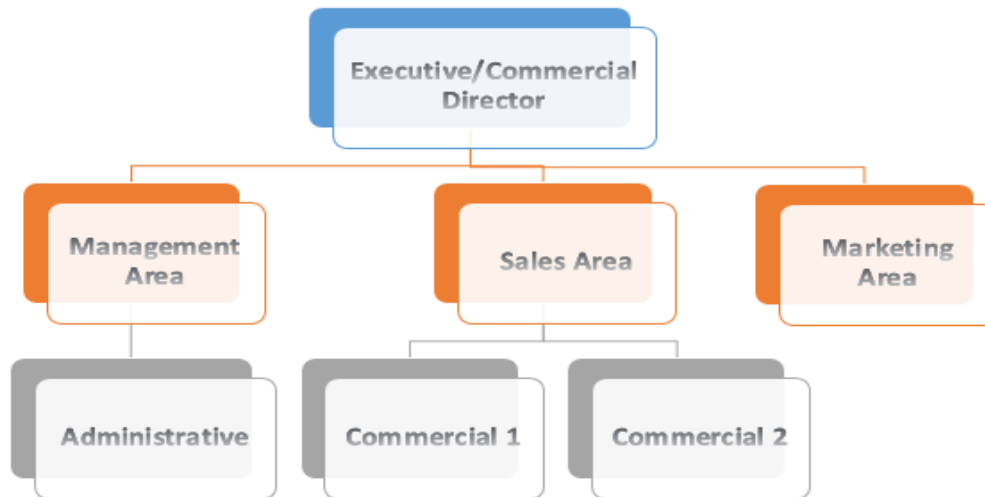 Executive/Commercial
Director
Management
Area
Sales Area
Marketing
Area
Administrative
Commercial 1
Commercial 2